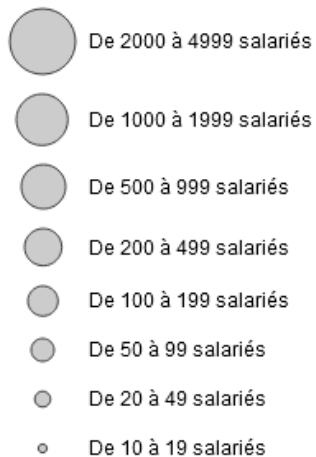 De 2000 à 4999 salariés
De 1000 à 1999 salariés
De 500 à 999 salariés
De 200 à 499 salariés
De 100 à 199 salariés
De 50 à 99 salariés
De 20 à 49 salariés
De 10 à 19 salariés